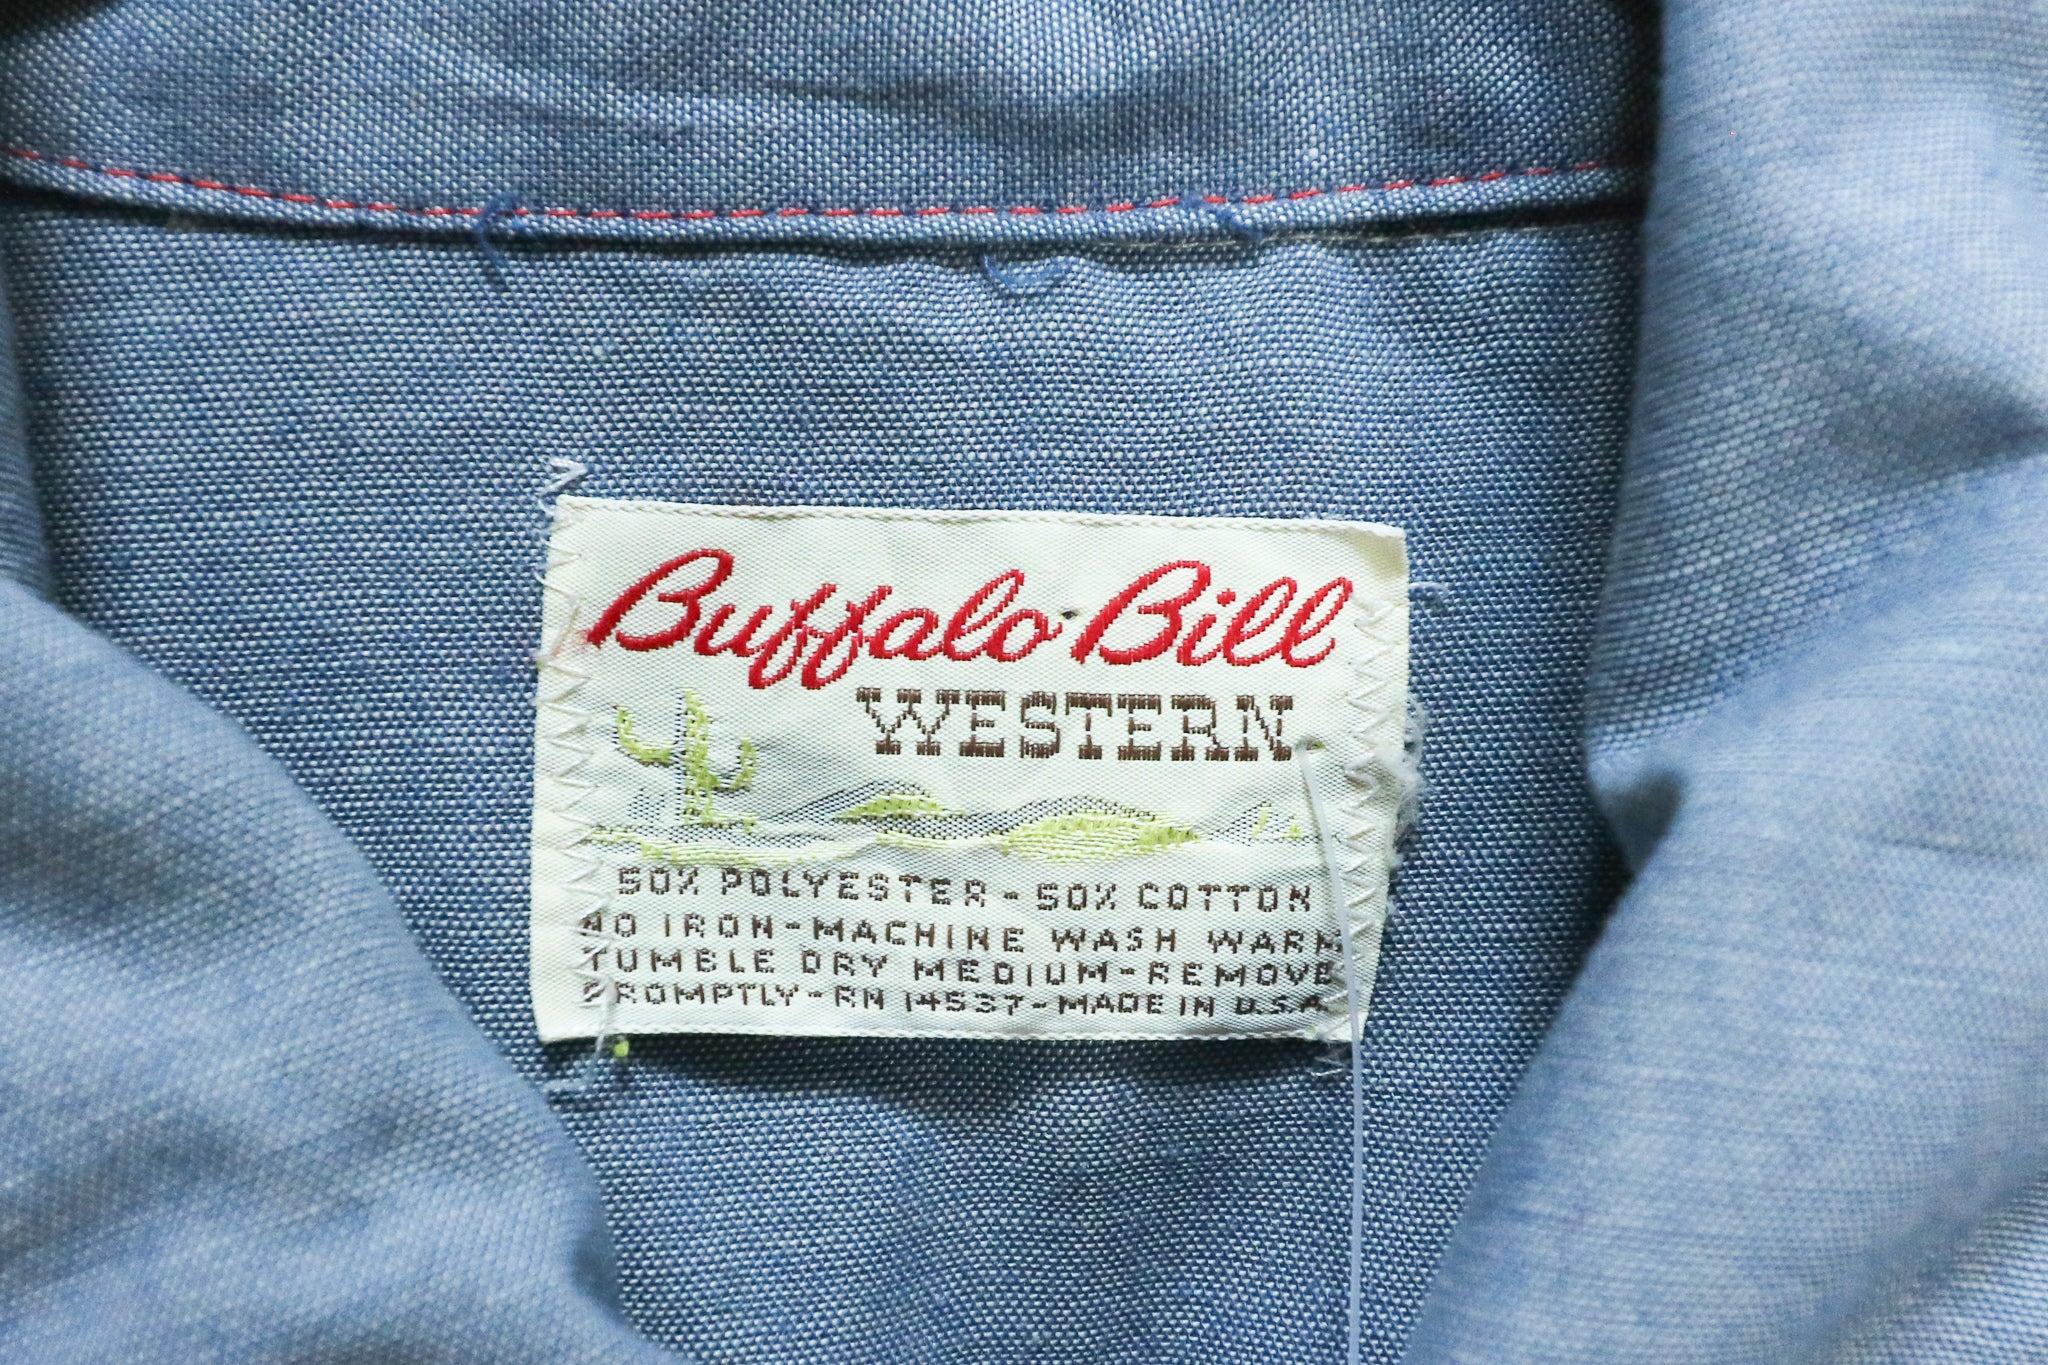 Buffalo Bill
WESTERN
50% POLYESTER - 50% COTTON
NO IRON-MACHINE WASH WARM
TUMBLE DRY MEDIUM-REMOVE
PROMPTLY-RN 14537-MADE IN U.S.A.